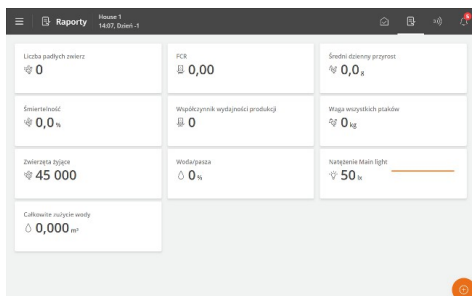 Raporty
House 1
14:07, Dzień -1
6
Liczba padłych zwierz
0
FCR
0,00
Średni dzienny przyrost
0,0 g
Śmiertelność
0,0 %
Współczynnik wydajności produkcji
0
Waga wszystkich ptaków
0 kg
Zwierzęta żyjące
45 000
Woda/pasza
0 %
Natężenie Main light
50 lx
Całkowite zużycie wody
0,000 m³